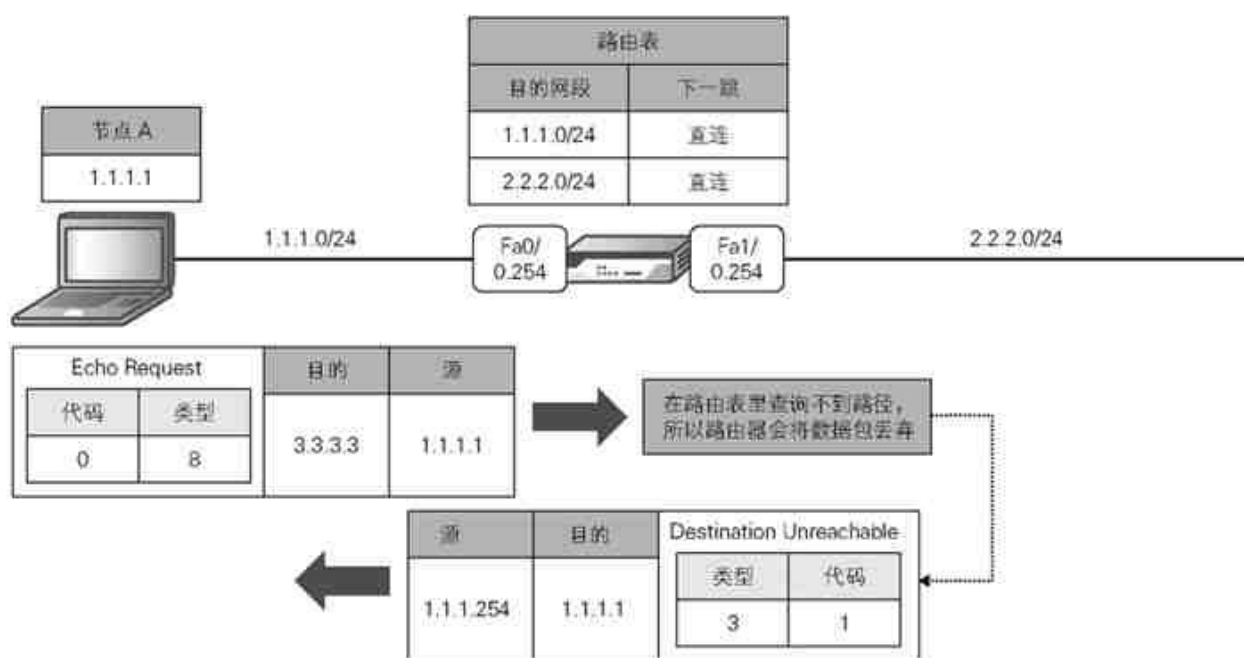 路由表
目的网段 下一跳
1.1.1.0/24 直连
2.2.2.0/24 直连
节点 A
1.1.1.1
1.1.1.0/24
Fa0/
0.254
Fa1/
0.254
2.2.2.0/24
Echo Request 目的 源
代码 类型
0 8
3.3.3.3 1.1.1.1
在路由表里查询不到路径，
所以路由器会将数据包丢弃
源 目的 Destination Unreachable
类型 代码
1.1.1.254 1.1.1.1
3 1